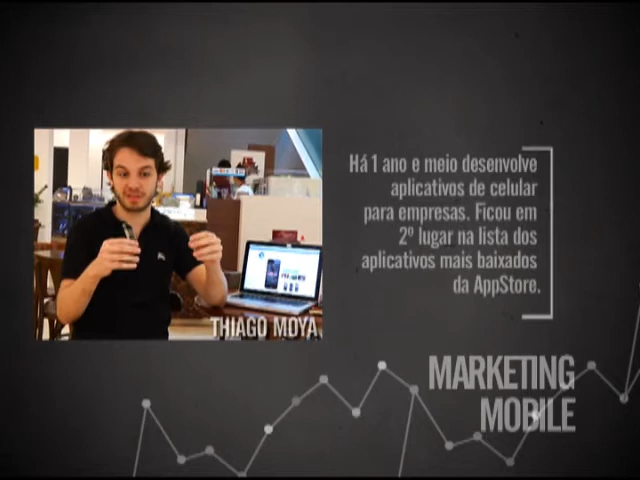 Há 1 ano e meio desenvolve
aplicativos de celular
para empresas. Ficou em
2º lugar na lista dos
aplicativos mais baixados
da AppStore.
THIAGO MOYA
MARKETING
MOBILE